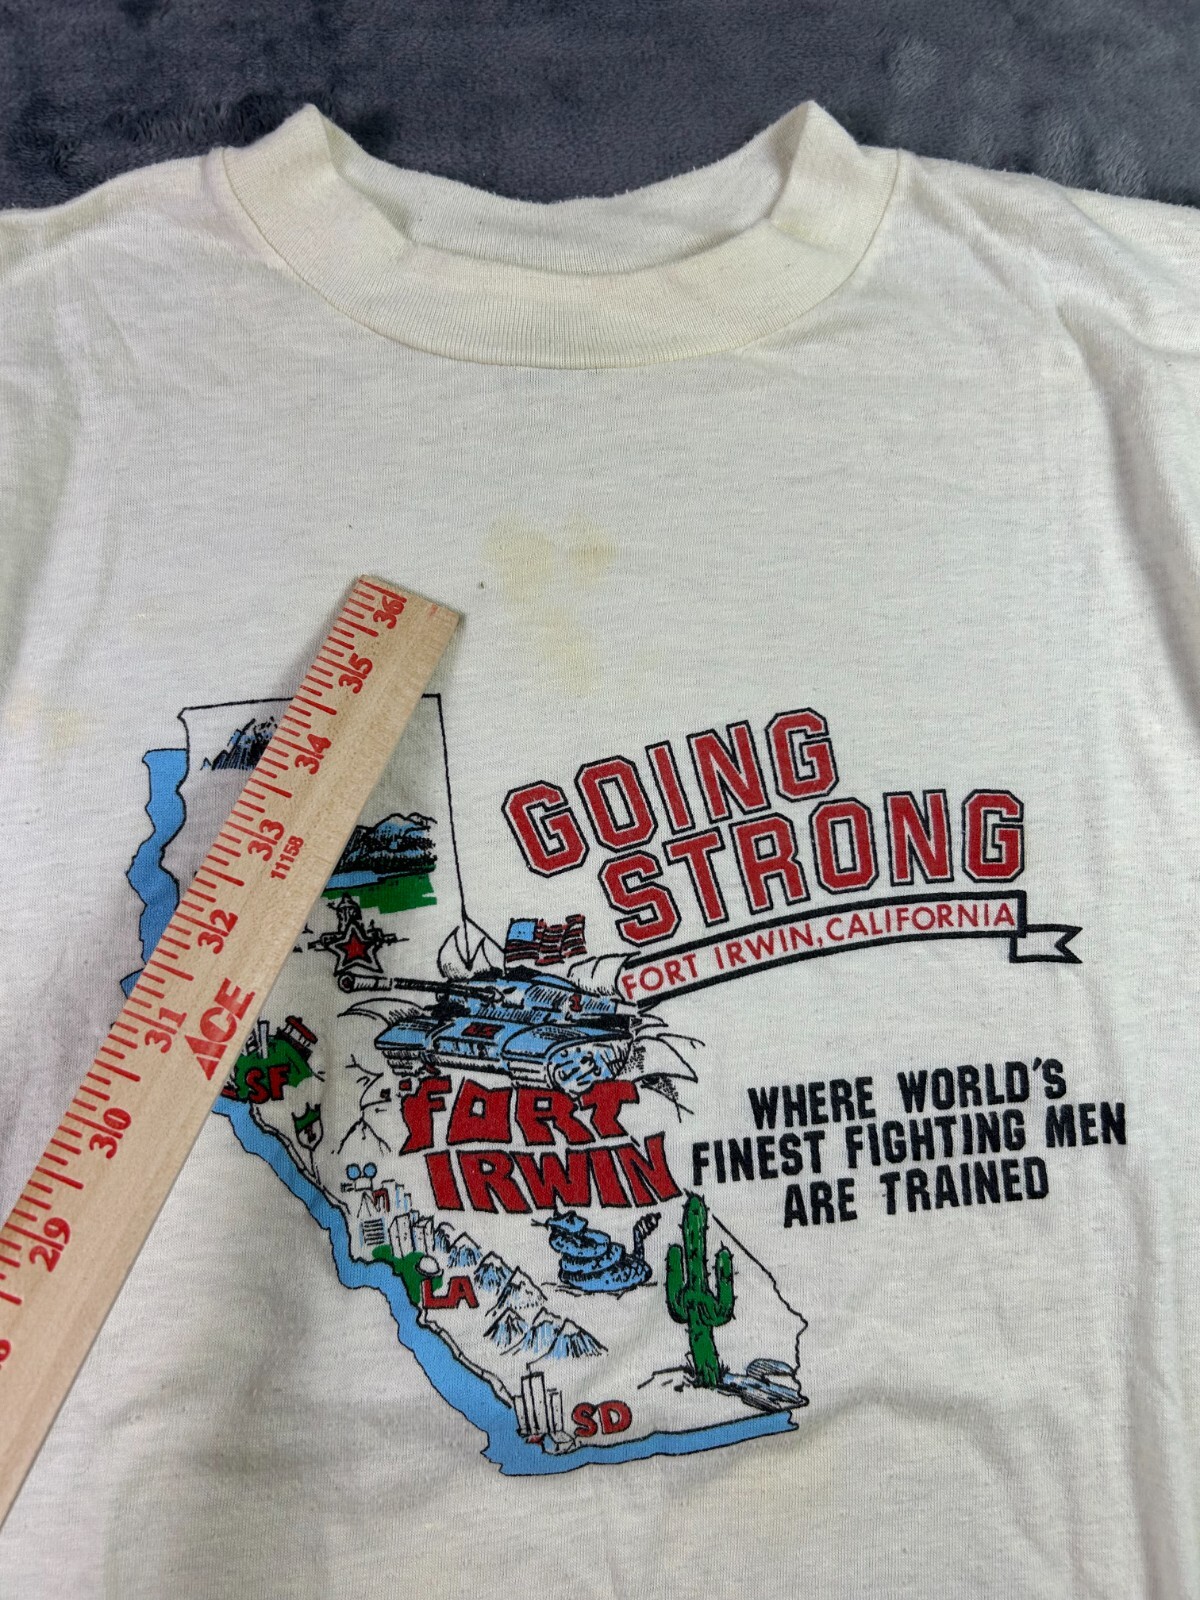 36
35
34
33
11158
32
31
ACE
30
29
GOING
STRONG
FORT IRWIN, CALIFORNIA
SF
FORT
IRWIN
WHERE WORLD'S
FINEST FIGHTING MEN
ARE TRAINED
LA
SD